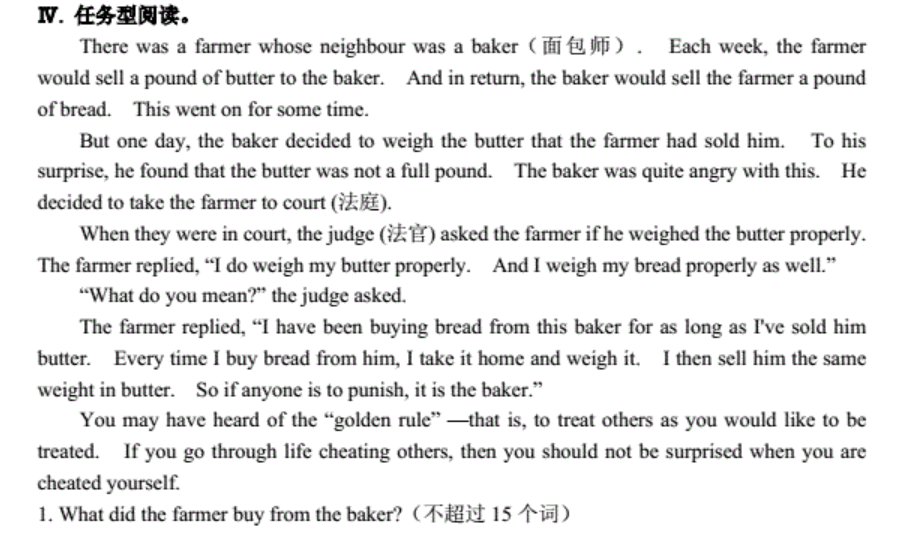 Ⅳ. 任务型阅读。
There was a farmer whose neighbour was a baker（面包师）. Each week, the farmer
would sell a pound of butter to the baker. And in return, the baker would sell the farmer a pound
of bread. This went on for some time.
But one day, the baker decided to weigh the butter that the farmer had sold him. To his
surprise, he found that the butter was not a full pound. The baker was quite angry with this. He
decided to take the farmer to court (法庭).
When they were in court, the judge (法官) asked the farmer if he weighed the butter properly.
The farmer replied, “I do weigh my butter properly. And I weigh my bread properly as well.”
“What do you mean?” the judge asked.
The farmer replied, “I have been buying bread from this baker for as long as I've sold him
butter. Every time I buy bread from him, I take it home and weigh it. I then sell him the same
weight in butter. So if anyone is to punish, it is the baker.”
You may have heard of the “golden rule” —that is, to treat others as you would like to be
treated. If you go through life cheating others, then you should not be surprised when you are
cheated yourself.
1. What did the farmer buy from the baker?（不超过 15 个词）